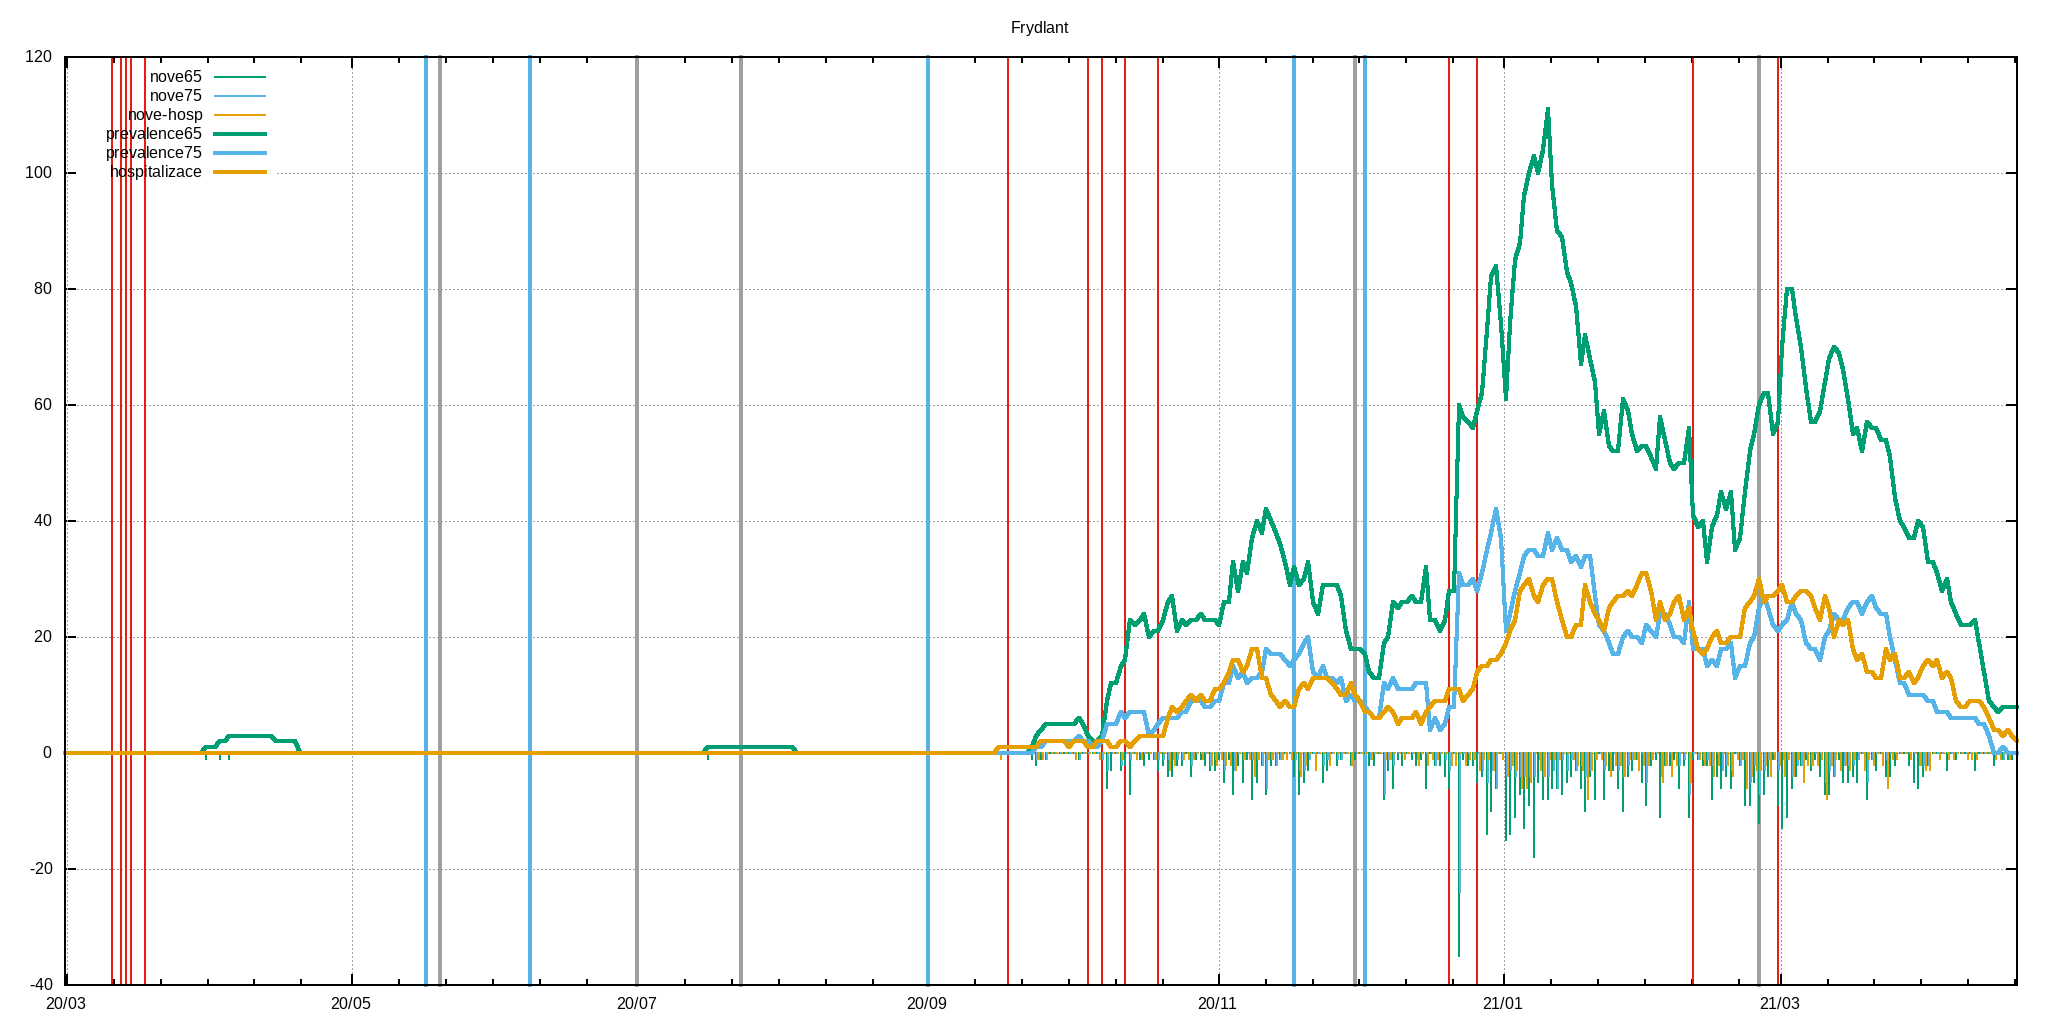 Frydlant
120
nove65
nove75
nove-hosp
prevalence65
prevalence75
hospitalizace
100
80
60
40
20
0
-20
-40
20/03 20/05 20/07 20/09 20/11 21/01 21/03